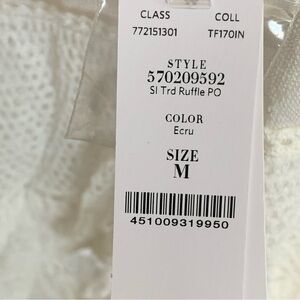 CLASS COLL
772151301 TF170IN
STYLE
570209592
Sl Trd Ruffle PO
COLOR
Ecru
SIZE
M
451009319950